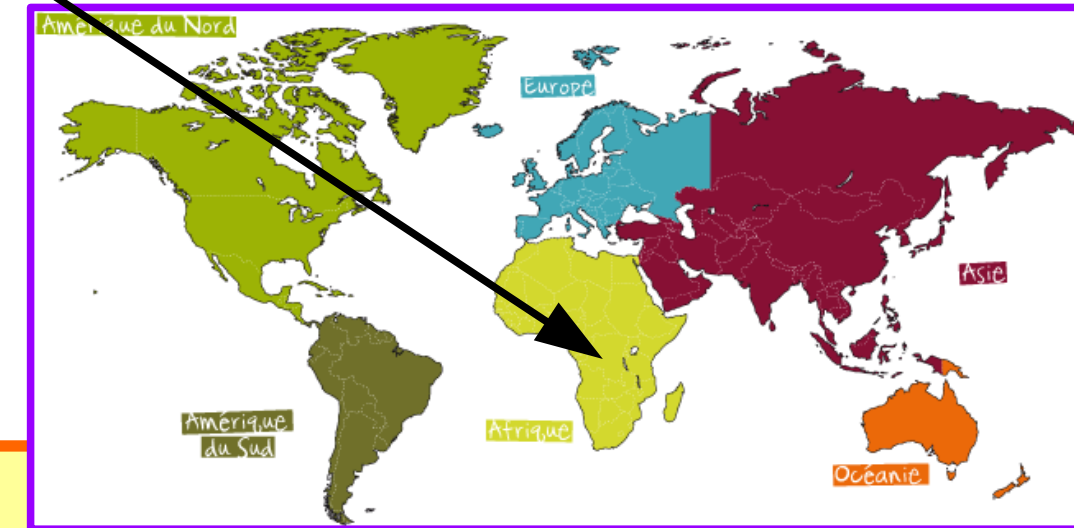 Amérique du Nord
Europe
Asie
Amérique
du Sud
Afrique
Océanie